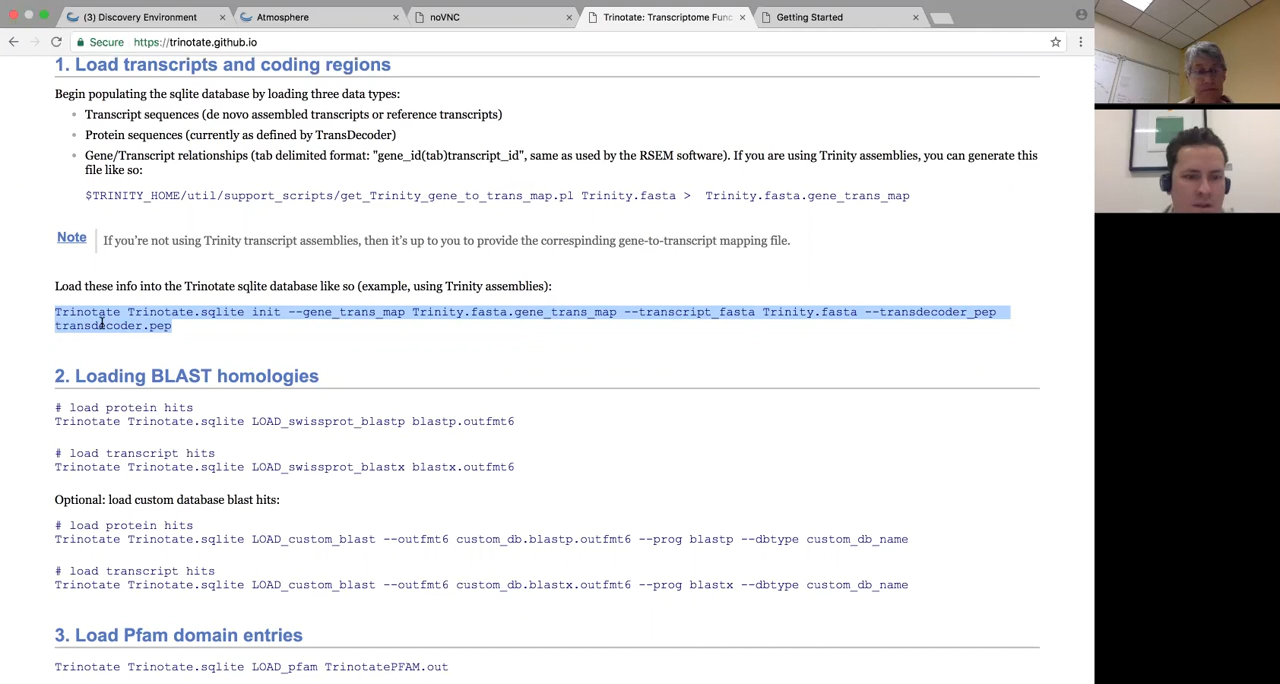 (3) Discovery Environment
Atmosphere
noVNC
Trinotate: Transcriptome Func
Getting Started
Secure https://trinotate.github.io
1. Load transcripts and coding regions
Begin populating the sqlite database by loading three data types:
Transcript sequences (de novo assembled transcripts or reference transcripts)
Protein sequences (currently as defined by TransDecoder)
Gene/Transcript relationships (tab delimited format: "gene_id(tab)transcript_id", same as used by the RSEM software). If you are using Trinity assemblies, you can generate this
file like so:
$TRINITY_HOME/util/support_scripts/get_Trinity_gene_to_trans_map.pl Trinity.fasta > Trinity.fasta.gene_trans_map
Note If you're not using Trinity transcript assemblies, then it's up to you to provide the correspinding gene-to-transcript mapping file.
Load these info into the Trinotate sqlite database like so (example, using Trinity assemblies):
Trinotate Trinotate.sqlite init --gene_trans_map Trinity.fasta.gene_trans_map --transcript_fasta Trinity.fasta --transdecoder_pep
transdecoder.pep
2. Loading BLAST homologies
# load protein hits
Trinotate Trinotate.sqlite LOAD_swissprot_blastp blastp.outfmt6
# load transcript hits
Trinotate Trinotate.sqlite LOAD_swissprot_blastx blastx.outfmt6
Optional: load custom database blast hits:
# load protein hits
Trinotate Trinotate.sqlite LOAD_custom_blast --outfmt6 custom_db.blastp.outfmt6 --prog blastp --dbtype custom_db_name
# load transcript hits
Trinotate Trinotate.sqlite LOAD_custom_blast --outfmt6 custom_db.blastx.outfmt6 --prog blastx --dbtype custom_db_name
3. Load Pfam domain entries
Trinotate Trinotate.sqlite LOAD_pfam TrinotatePFAM.out